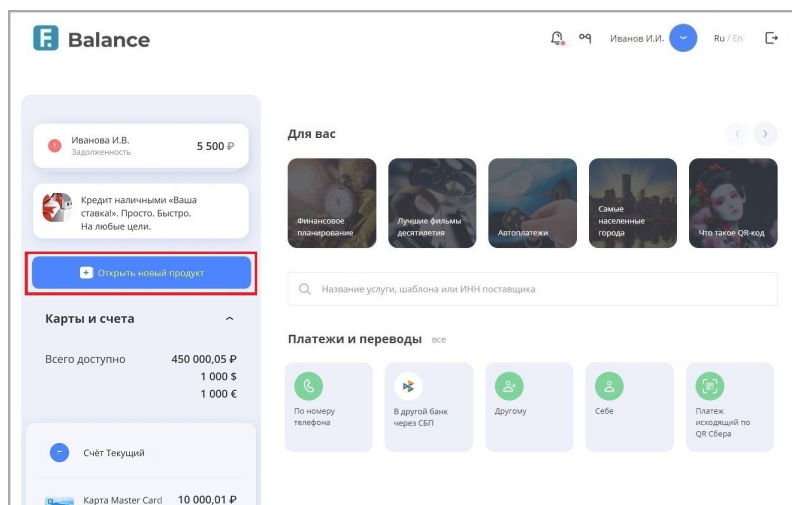 F. Balance
Иванов И.И.
Ru / En
Иванова И.В.
Задолженность
5 500 ₽
Кредит наличными «Ваша
ставка!». Просто. Быстро.
На любые цели.
Открыть новый продукт
Карты и счета
Всего доступно
450 000,05 ₽
1 000 $
1 000 €
Счёт Текущий
Карта Master Card
10 000,01 ₽
Для вас
Финансовое
планирование
Лучшие фильмы
десятилетия
Автоплатежи
Самые
населенные
города
Что такое QR-код
Название услуги, шаблона или ИНН поставщика
Платежи и переводы все
По номеру
телефона
В другой банк
через СБП
Другому
Себе
Платеж
исходящий по
QR Сбера